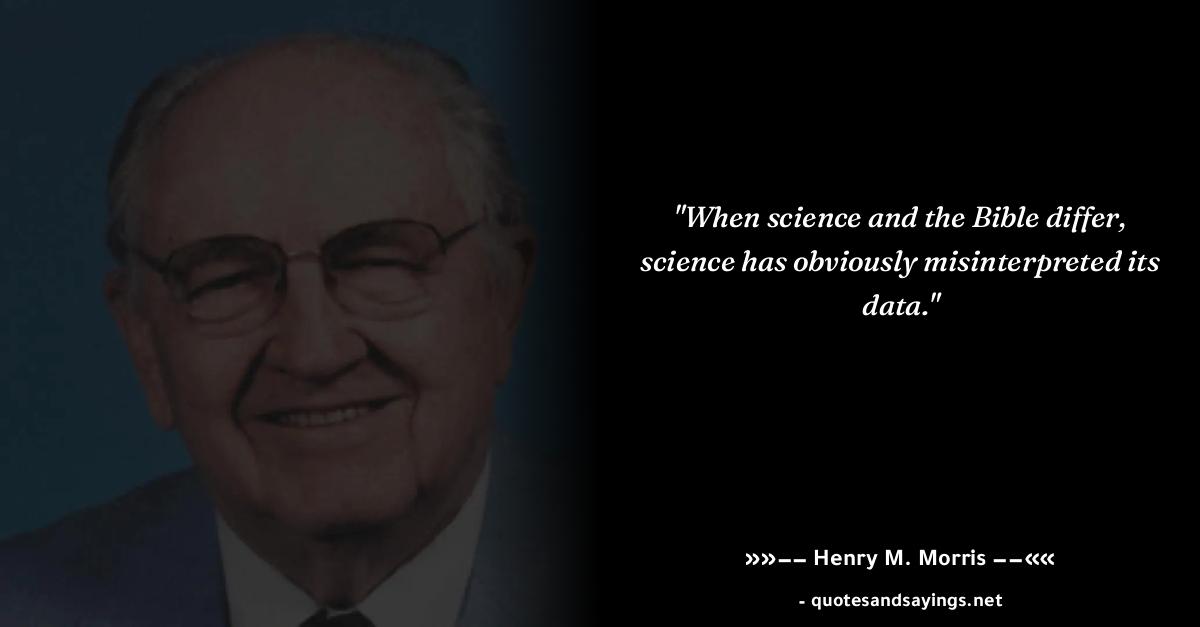 "When science and the Bible differ,
science has obviously misinterpreted its
data."
»»−− Henry M. Morris −−««
- quotesandsayings.net